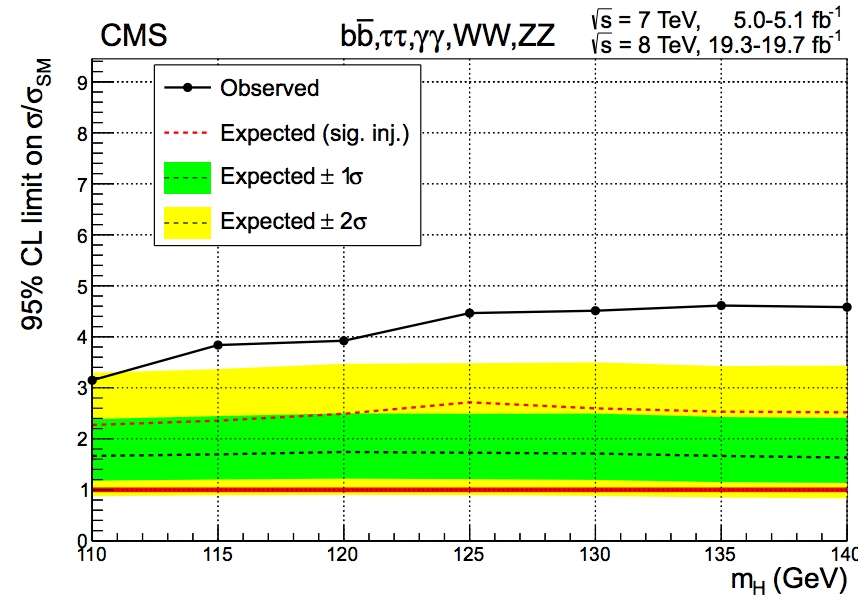 CMS
bb̅,ττ,γγ,WW,ZZ
√s = 7 TeV, 5.0-5.1 fb⁻¹
√s = 8 TeV, 19.3-19.7 fb⁻¹
95% CL limit on σ/σSM
Observed
Expected (sig. inj.)
Expected ± 1σ
Expected ± 2σ
9
8
7
6
5
4
3
2
1
0
110 115 120 125 130 135 140
mH (GeV)